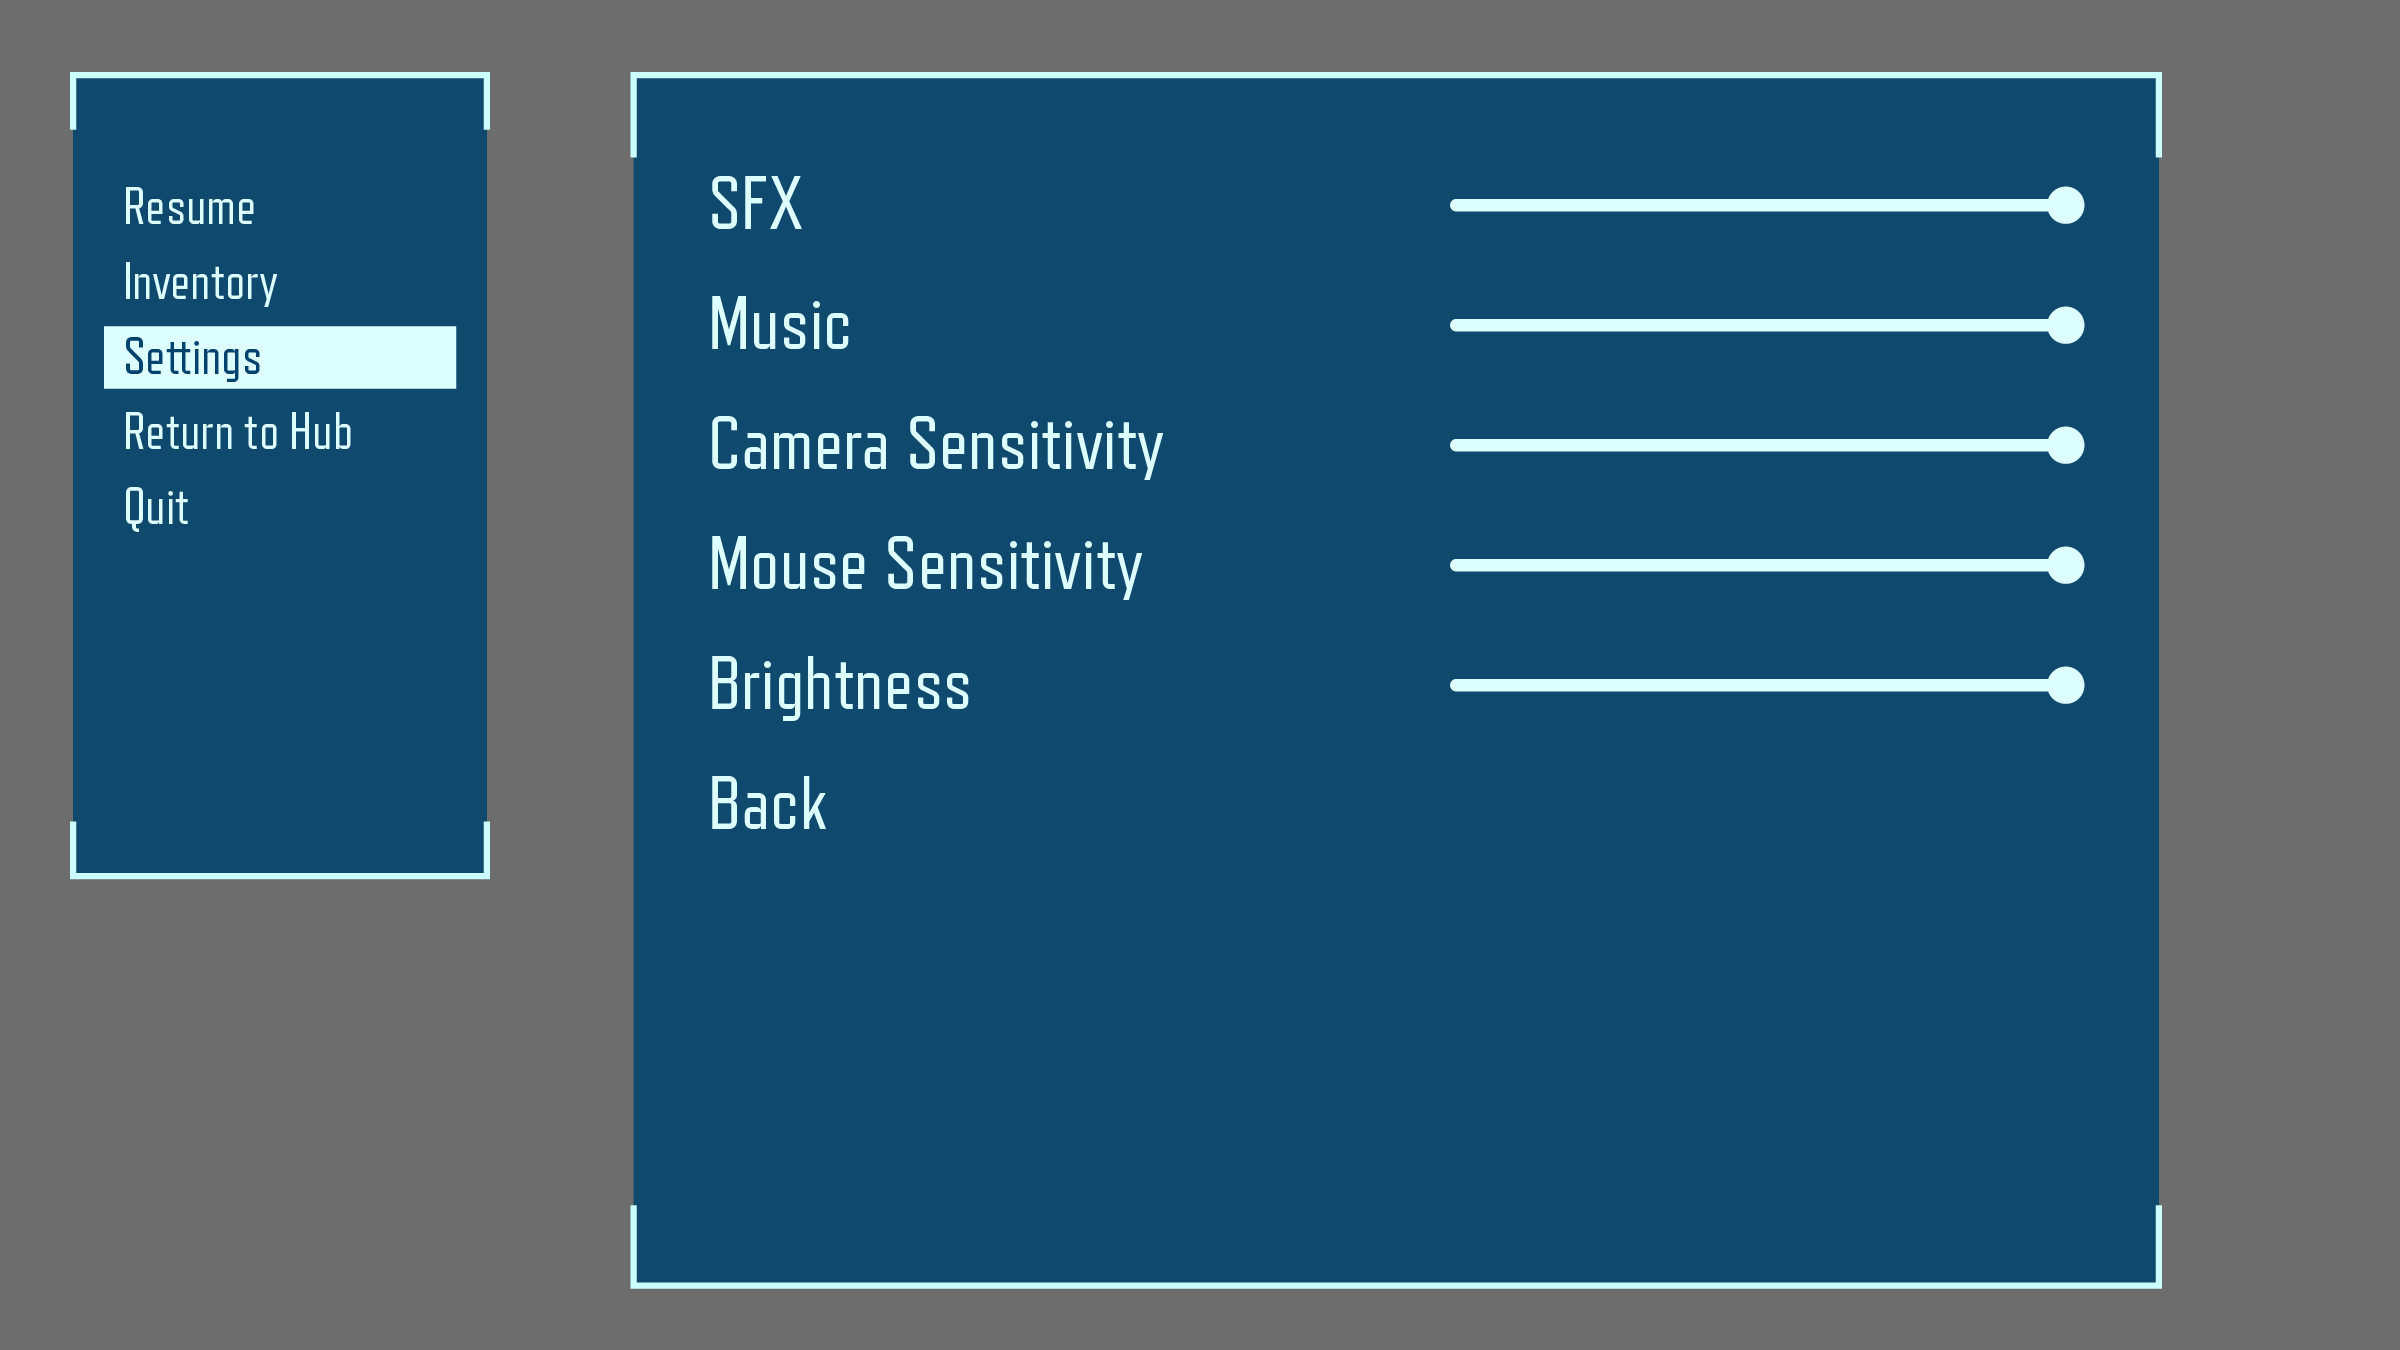 Resume
Inventory
Settings
Return to Hub
Quit
SFX
Music
Camera Sensitivity
Mouse Sensitivity
Brightness
Back